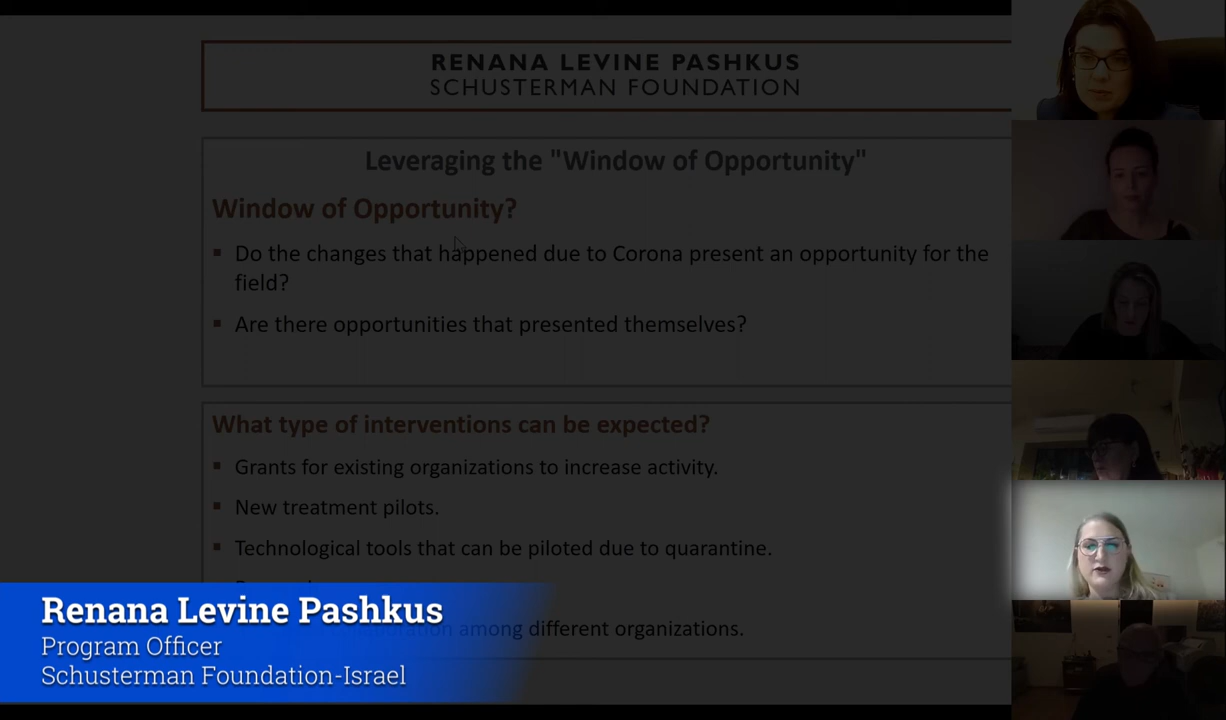 RENANA LEVINE PASHKUS
SCHUSTERMAN FOUNDATION
Leveraging the "Window of Opportunity"
Window of Opportunity?
▪ Do the changes that happened due to Corona present an opportunity for the
field?
▪ Are there opportunities that presented themselves?
What type of interventions can be expected?
▪ Grants for existing organizations to increase activity.
▪ New treatment pilots.
▪ Technological tools that can be piloted due to quarantine.
among different organizations.
Renana Levine Pashkus
Program Officer
Schusterman Foundation-Israel